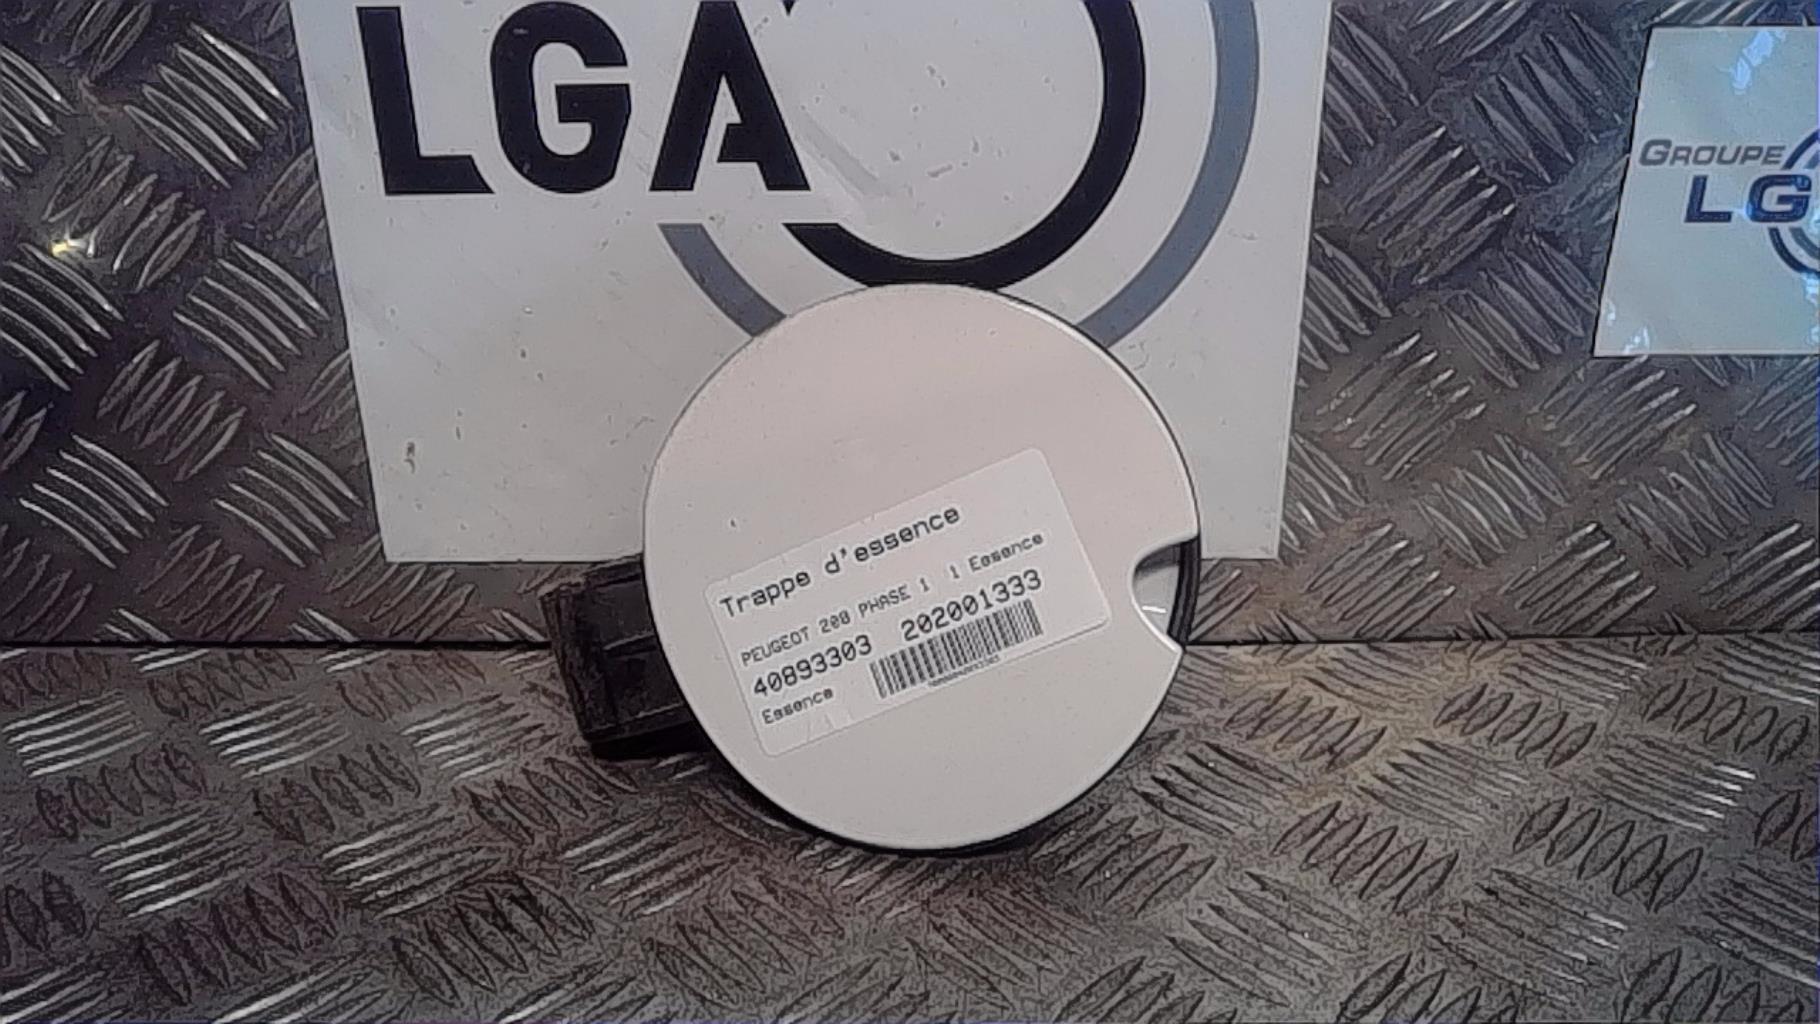 LGA
GROUPE
LG
Trappe d'essence
PEUGEOT 208 PHASE 1 1 Essence
40893303 202001333
Essence